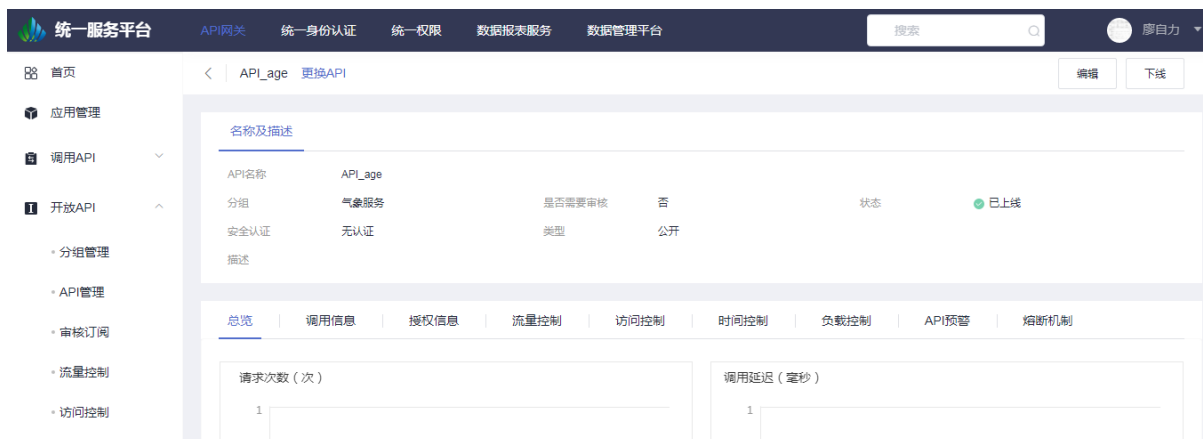 统一服务平台 API网关 统一身份认证 统一权限 数据报表服务 数据管理平台 搜索 廖自力
首页
API_age 更换API 编辑 下线
应用管理
名称及描述
调用API
API名称 API_age
开放API
分组 气象服务 是否需要审核 否 状态 已上线
安全认证 无认证 类型 公开
分组管理
描述
API管理
总览 调用信息 授权信息 流量控制 访问控制 时间控制 负载控制 API预警 熔断机制
审核订阅
流量控制
请求次数（次） 调用延迟（毫秒）
访问控制
1 1